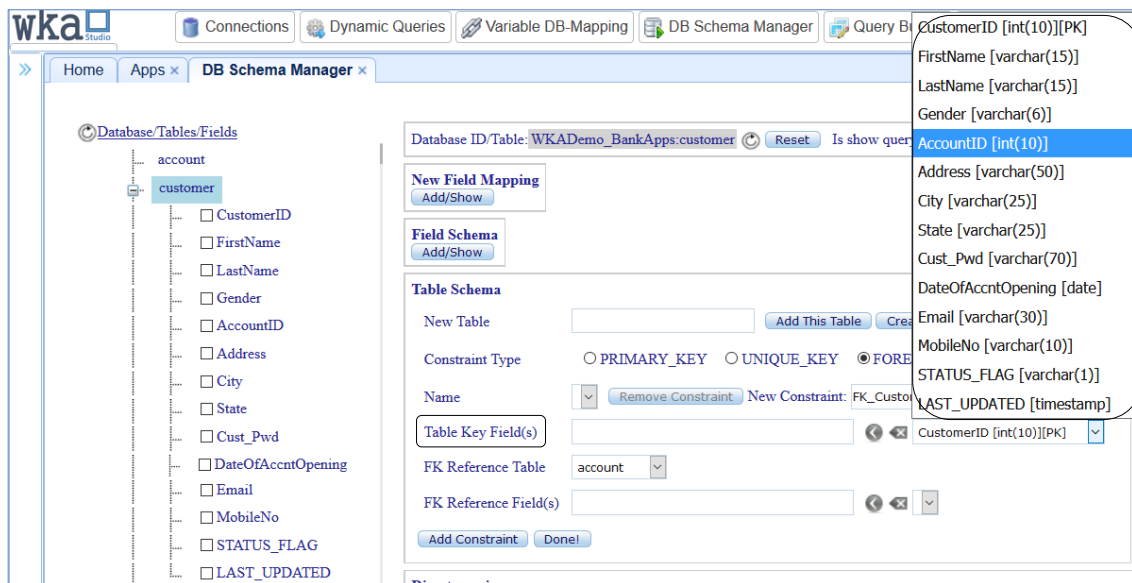 wka Studio
Connections
Dynamic Queries
Variable DB-Mapping
DB Schema Manager
Query B
Home
Apps ×
DB Schema Manager ×
Database/Tables/Fields
account
customer
CustomerID
FirstName
LastName
Gender
AccountID
Address
City
State
Cust_Pwd
DateOfAccntOpening
Email
MobileNo
STATUS_FLAG
LAST_UPDATED
Database ID/Table: WKADemo_BankApps:customer Reset Is show query
New Field Mapping
Add/Show
Field Schema
Add/Show
Table Schema
New Table Add This Table Crea
Constraint Type PRIMARY_KEY UNIQUE_KEY FORE
Name Remove Constraint New Constraint: FK_Custor
Table Key Field(s) CustomerID [int(10)][PK]
FK Reference Table account
FK Reference Field(s)
Add Constraint Done!
CustomerID [int(10)][PK]
FirstName [varchar(15)]
LastName [varchar(15)]
Gender [varchar(6)]
AccountID [int(10)]
Address [varchar(50)]
City [varchar(25)]
State [varchar(25)]
Cust_Pwd [varchar(70)]
DateOfAccntOpening [date]
Email [varchar(30)]
MobileNo [varchar(10)]
STATUS_FLAG [varchar(1)]
LAST_UPDATED [timestamp]